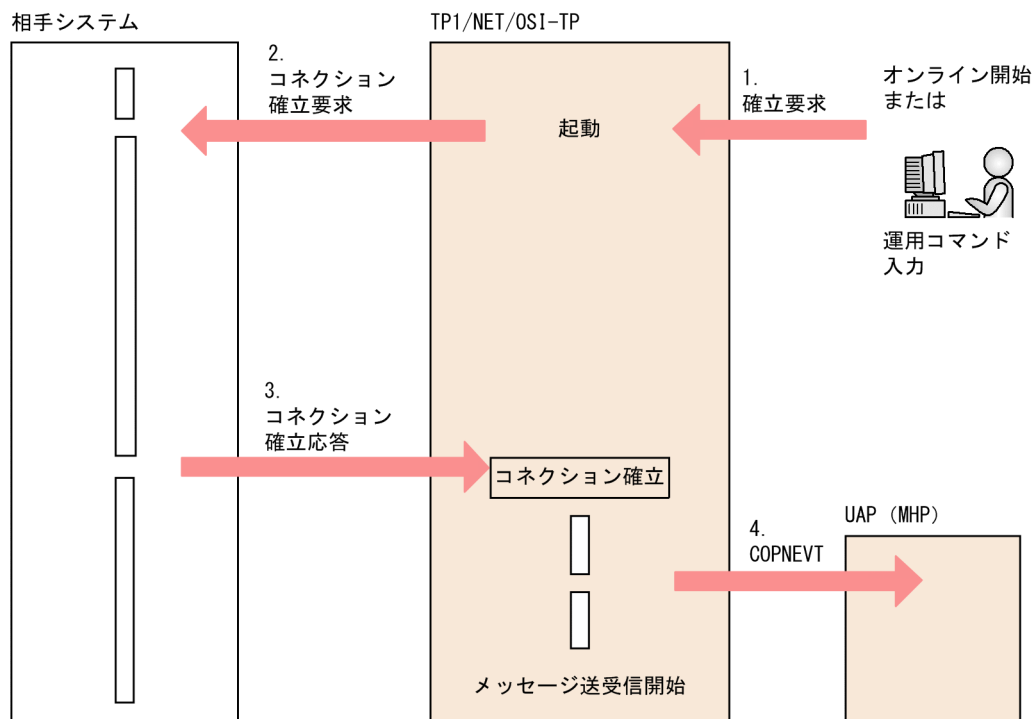 相手システム
TP1/NET/OSI-TP
2.
コネクション
確立要求
1.
確立要求
オンライン開始
または
起動
運用コマンド
入力
3.
コネクション
確立応答
コネクション確立
4.
COPNEVT
UAP (MHP)
メッセージ送受信開始